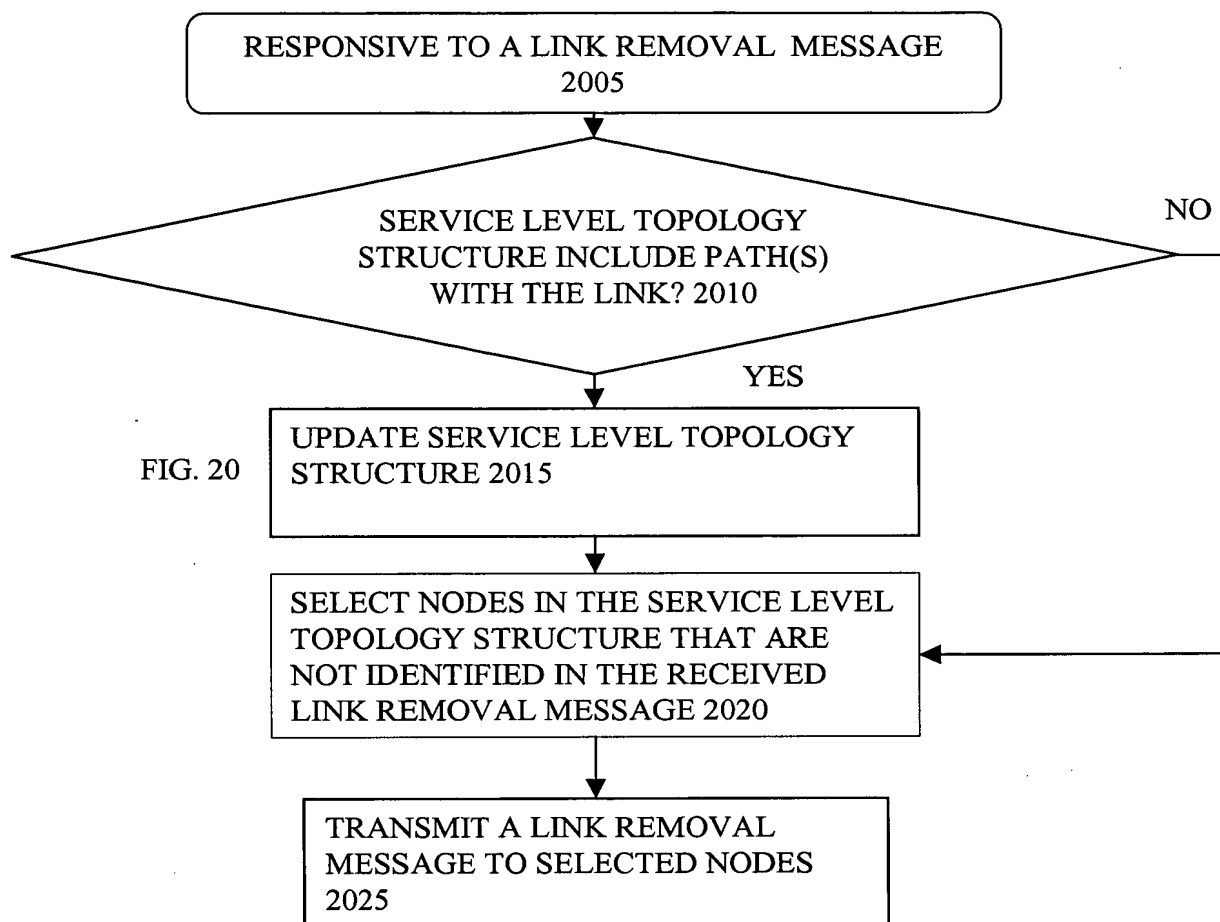 RESPONSIVE TO A LINK REMOVAL MESSAGE
2005
SERVICE LEVEL TOPOLOGY
STRUCTURE INCLUDE PATH(S)
WITH THE LINK? 2010
NO
YES
UPDATE SERVICE LEVEL TOPOLOGY
STRUCTURE 2015
FIG. 20
SELECT NODES IN THE SERVICE LEVEL
TOPOLOGY STRUCTURE THAT ARE
NOT IDENTIFIED IN THE RECEIVED
LINK REMOVAL MESSAGE 2020
TRANSMIT A LINK REMOVAL
MESSAGE TO SELECTED NODES
2025